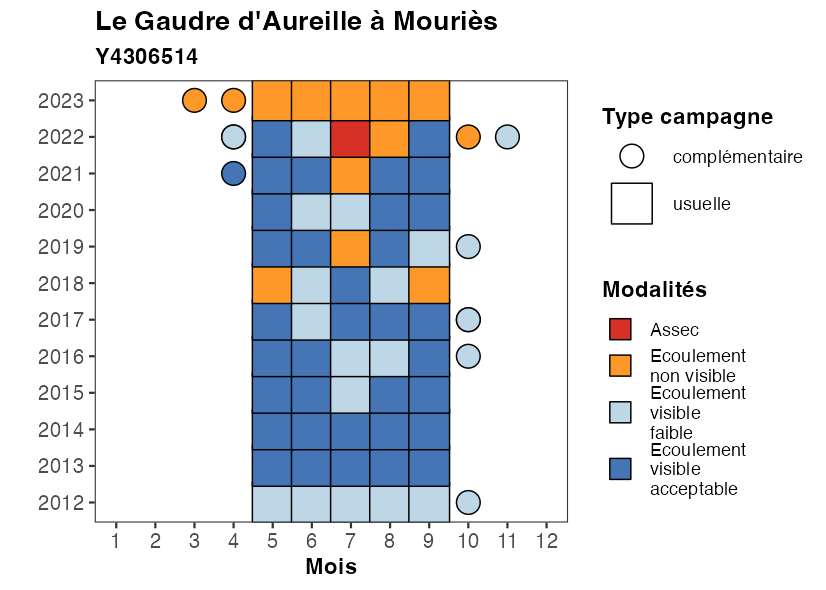 Le Gaudre d'Aureille à Mouriès
Y4306514
2023
2022
2021
2020
2019
2018
2017
2016
2015
2014
2013
2012
1 2 3 4 5 6 7 8 9 10 11 12
Mois
Type campagne
complémentaire
usuelle
Modalités
Assec
Ecoulement
non visible
Ecoulement
visible
faible
Ecoulement
visible
acceptable